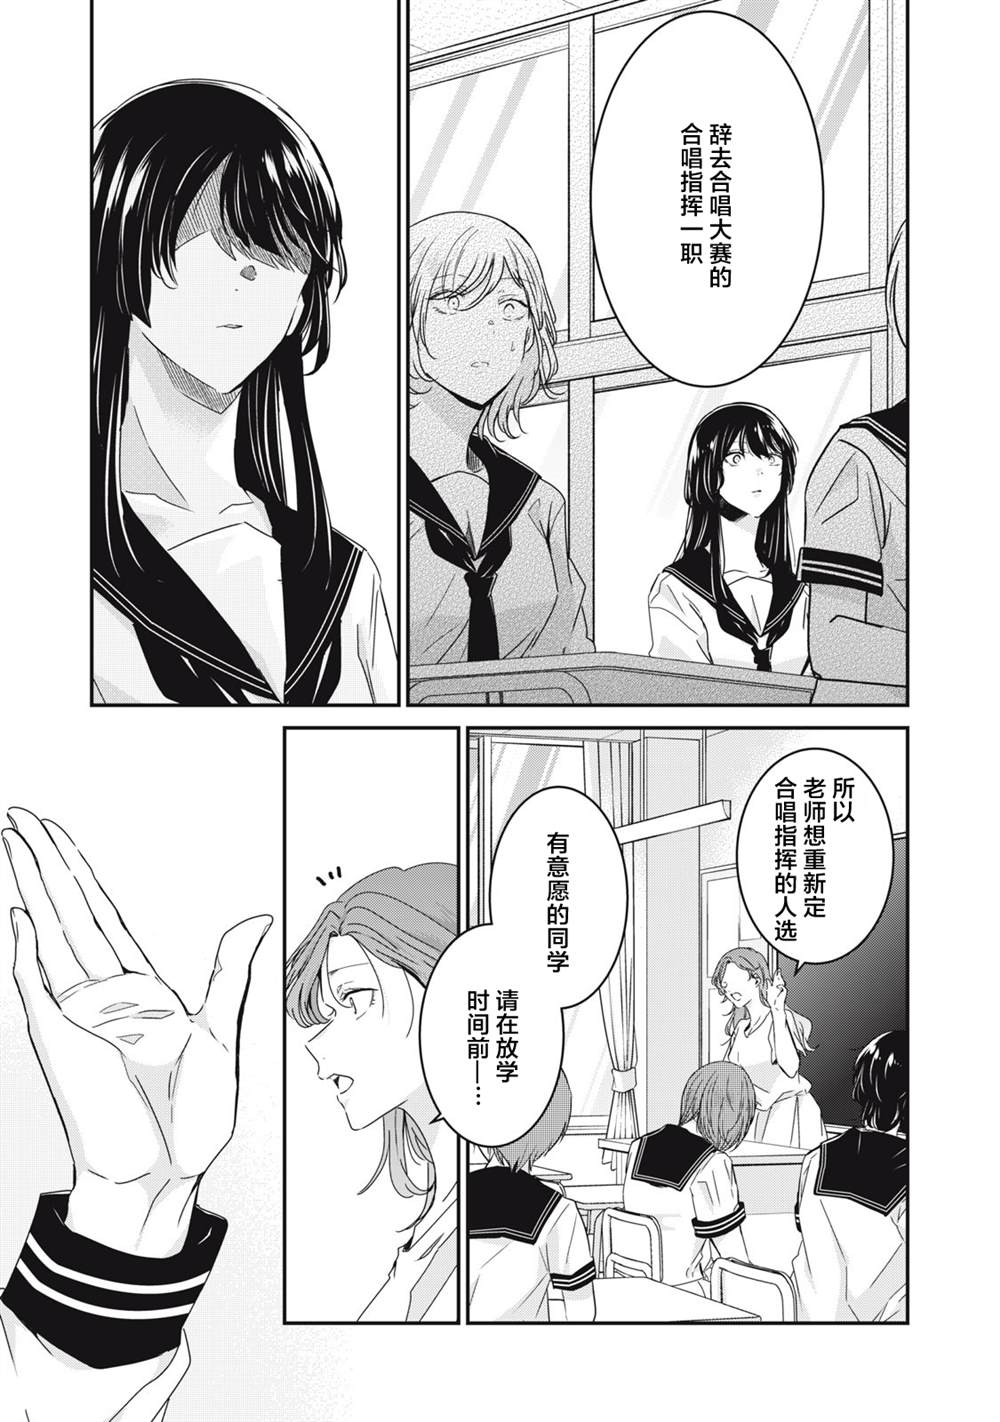 辞去合唱大赛的
合唱指挥一职
所以
老师想重新定
合唱指挥的人选
有意愿的同学
请在放学
时间前—…